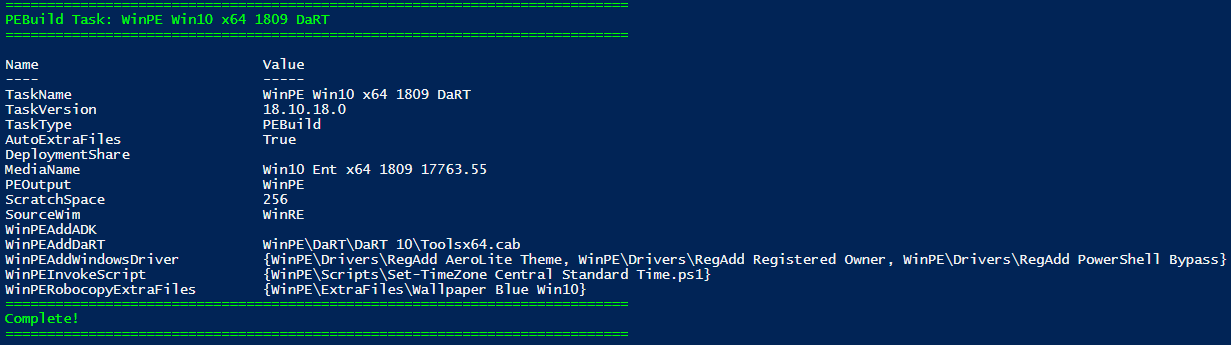 ===========================================================================
PEBuild Task: WinPE Win10 x64 1809 DaRT
===========================================================================
Name                           Value
----                           -----
TaskName                       WinPE Win10 x64 1809 DaRT
TaskVersion                    18.10.18.0
TaskType                       PEBuild
AutoExtraFiles                 True
DeploymentShare
MediaName                      Win10 Ent x64 1809 17763.55
PEOutput                       WinPE
ScratchSpace                   256
SourceWim                      WinRE
WinPEAddADK
WinPEAddDaRT                   WinPE\DaRT\DaRT 10\Toolsx64.cab
WinPEAddWindowsDriver          {WinPE\Drivers\RegAdd AeroLite Theme, WinPE\Drivers\RegAdd Registered Owner, WinPE\Drivers\RegAdd PowerShell Bypass}
WinPEInvokeScript              {WinPE\Scripts\Set-TimeZone Central Standard Time.ps1}
WinPERobocopyExtraFiles        {WinPE\ExtraFiles\Wallpaper Blue Win10}
===========================================================================
Complete!
===========================================================================